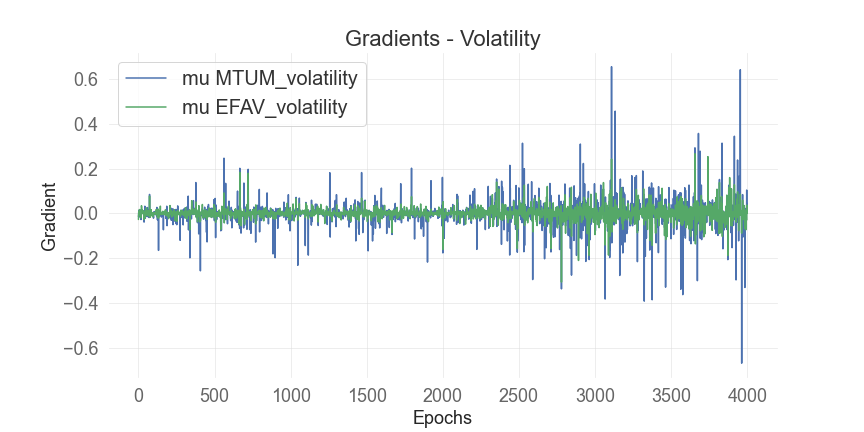 Gradients - Volatility
mu MTUM_volatility
mu EFAV_volatility
0.6
0.4
0.2
0.0
−0.2
−0.4
−0.6
Gradient
0 500 1000 1500 2000 2500 3000 3500 4000
Epochs